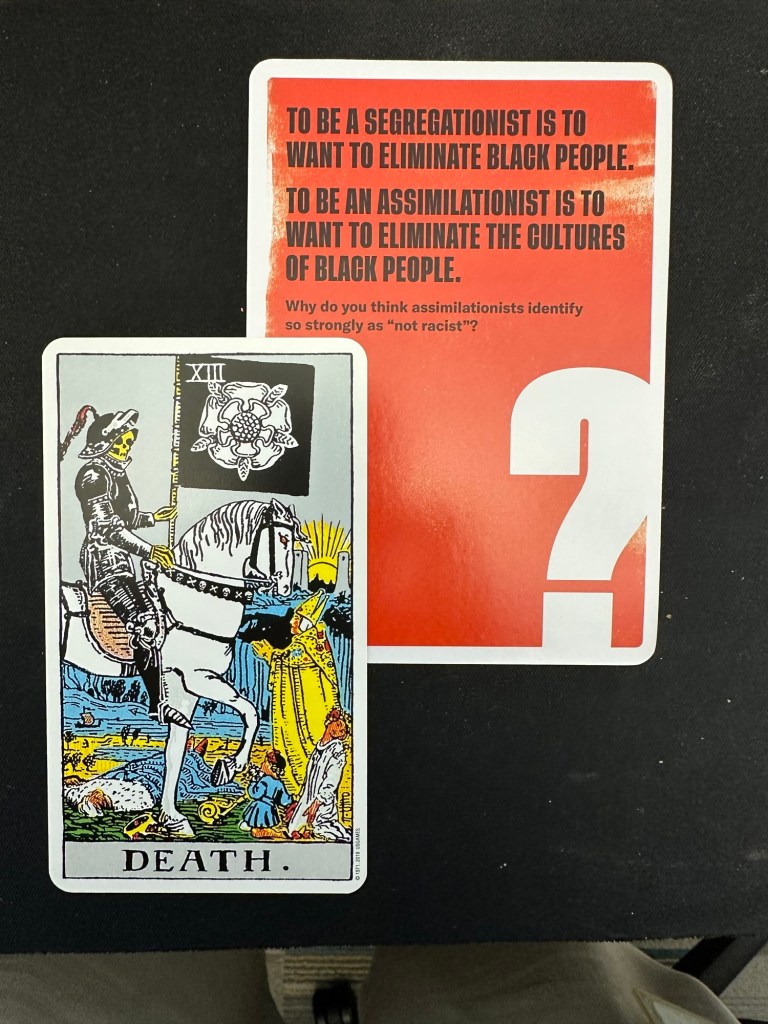 TO BE A SEGREGATIONIST IS TO
WANT TO ELIMINATE BLACK PEOPLE.
TO BE AN ASSIMILATIONIST IS TO
WANT TO ELIMINATE THE CULTURES
OF BLACK PEOPLE.
Why do you think assimilationists identify
so strongly as “not racist”?
?
XIII
DEATH.